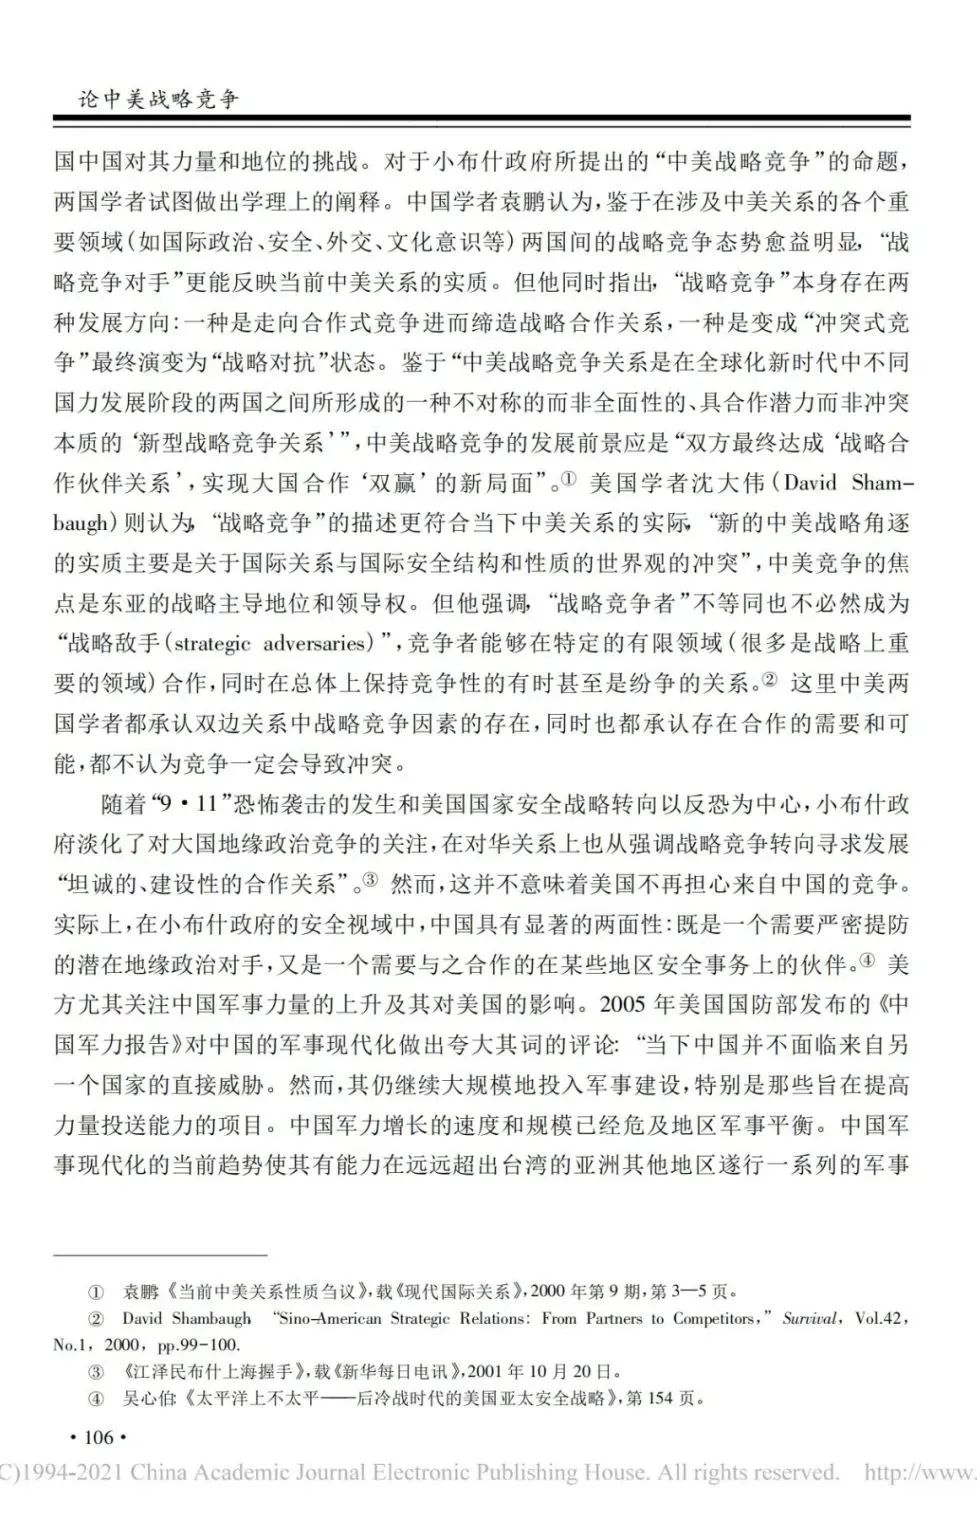 论中美战略竞争
国中国对其力量和地位的挑战。对于小布什政府所提出的“中美战略竞争”的命题，
两国学者试图做出学理上的阐释。中国学者袁鹏认为，鉴于在涉及中美关系的各个重
要领域（如国际政治、安全、外交、文化意识等）两国间的战略竞争态势愈益明显，“战
略竞争对手”更能反映当前中美关系的实质。但他同时指出，“战略竞争”本身存在两
种发展方向：一种是走向合作式竞争进而缔造战略合作关系，一种是变成“冲突式竞
争”最终演变为“战略对抗”状态。鉴于“中美战略竞争关系是在全球化新时代中不同
国力发展阶段的两国之间所形成的一种不对称的而非全面性的、具合作潜力而非冲突
本质的‘新型战略竞争关系’”，中美战略竞争的发展前景应是“双方最终达成‘战略合
作伙伴关系’，实现大国合作‘双赢’的新局面”。① 美国学者沈大伟（David Sham-
baugh）则认为，“战略竞争”的描述更符合当下中美关系的实际，“新的中美战略角逐
的实质主要是关于国际关系与国际安全结构和性质的世界观的冲突”，中美竞争的焦
点是东亚的战略主导地位和领导权。但他强调，“战略竞争者”不等同也不必然成为
“战略敌手（strategic adversaries）”，竞争者能够在特定的有限领域（很多是战略上重
要的领域）合作，同时在总体上保持竞争性的有时甚至是纷争的关系。② 这里中美两
国学者都承认双边关系中战略竞争因素的存在，同时也都承认存在合作的需要和可
能，都不认为竞争一定会导致冲突。
随着“9·11”恐怖袭击的发生和美国国家安全战略转向以反恐为中心，小布什政
府淡化了对大国地缘政治竞争的关注，在对华关系上也从强调战略竞争转向寻求发展
“坦诚的、建设性的合作关系”。③ 然而，这并不意味着美国不再担心来自中国的竞争。
实际上，在小布什政府的安全视域中，中国具有显著的两面性：既是一个需要严密提防
的潜在地缘政治对手，又是一个需要与之合作的在某些地区安全事务上的伙伴。④ 美
方尤其关注中国军事力量的上升及其对美国的影响。2005 年美国国防部发布的《中
国军力报告》对中国的军事现代化做出夸大其词的评论：“当下中国并不面临来自另
一个国家的直接威胁。然而，其仍继续大规模地投入军事建设，特别是那些旨在提高
力量投送能力的项目。中国军力增长的速度和规模已经危及地区军事平衡。中国军
事现代化的当前趋势使其有能力在远远超出台湾的亚洲其他地区遂行一系列的军事
① 袁鹏：《当前中美关系性质刍议》，载《现代国际关系》，2000 年第 9 期，第 3—5 页。
② David Shambaugh, “Sino-American Strategic Relations: From Partners to Competitors,” Survival, Vol.42,
No.1, 2000, pp.99-100.
③ 《江泽民布什上海握手》，载《新华每日电讯》，2001 年 10 月 20 日。
④ 吴心伯：《太平洋上不太平——后冷战时代的美国亚太安全战略》，第 154 页。
·106·
C)1994-2021 China Academic Journal Electronic Publishing House. All rights reserved. http://www.